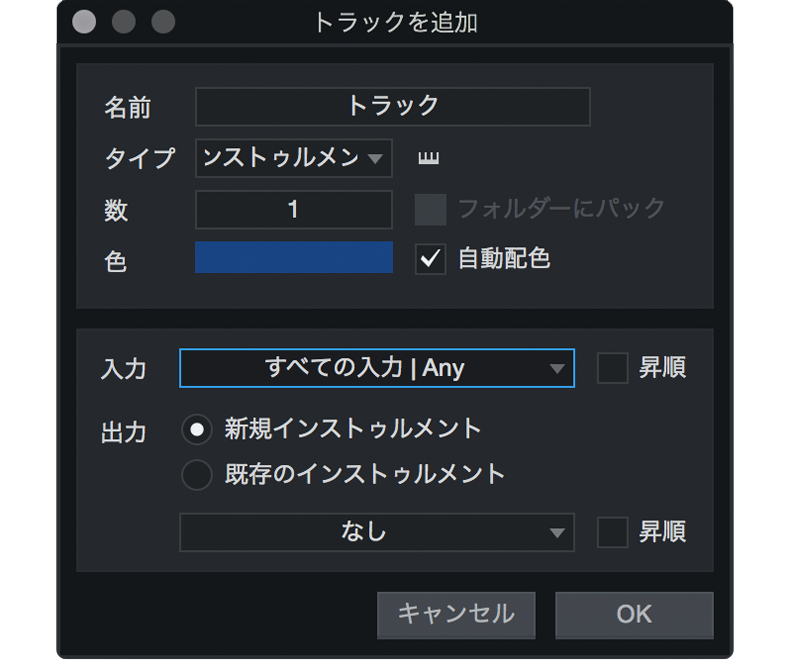 トラックを追加
名前 トラック
タイプ ンストゥルメン
数 1 フォルダーにパック
色 自動配色
入力 すべての入力 | Any 昇順
出力 新規インストゥルメント
既存のインストゥルメント
なし 昇順
キャンセル OK